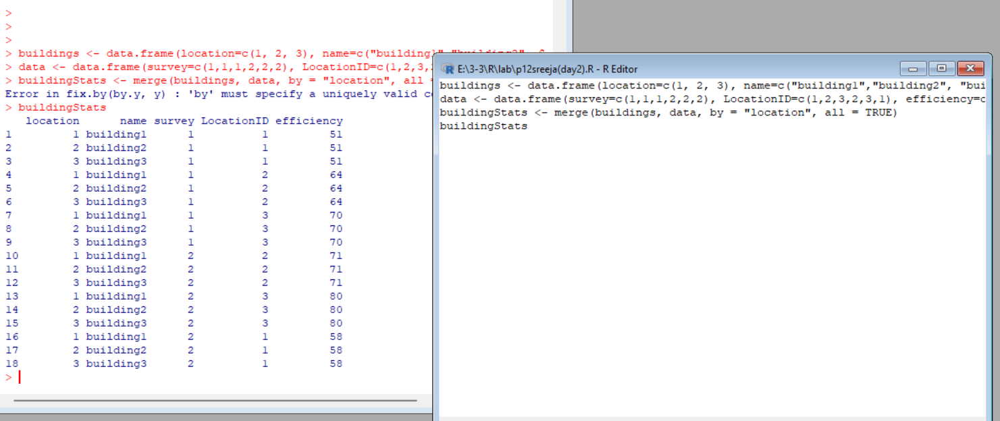 >
>
>
> buildings <- data.frame(location=c(1, 2, 3), name=c("building1","building2",
> data <- data.frame(survey=c(1,1,1,2,2,2), LocationID=c(1,2,3,
> buildingStats <- merge(buildings, data, by = "location", all
Error in fix.by(by.y, y) : 'by' must specify a uniquely valid
> buildingStats
location name survey LocationID efficiency
1 1 building1 1 1 51
2 2 building2 1 1 51
3 3 building3 1 1 51
4 1 building1 1 2 64
5 2 building2 1 2 64
6 3 building3 1 2 64
7 1 building1 1 3 70
8 2 building2 1 3 70
9 3 building3 1 3 70
10 1 building1 2 2 71
11 2 building2 2 2 71
12 3 building3 2 2 71
13 1 building1 2 3 80
14 2 building2 2 3 80
15 3 building3 2 3 80
16 1 building1 2 1 58
17 2 building2 2 1 58
18 3 building3 2 1 58
>
R E:\3-3\R\lab\p12sreeja(day2).R - R Editor
buildings <- data.frame(location=c(1, 2, 3), name=c("building1","building2", "bui
data <- data.frame(survey=c(1,1,1,2,2,2), LocationID=c(1,2,3,2,3,1), efficiency=c
buildingStats <- merge(buildings, data, by = "location", all = TRUE)
buildingStats